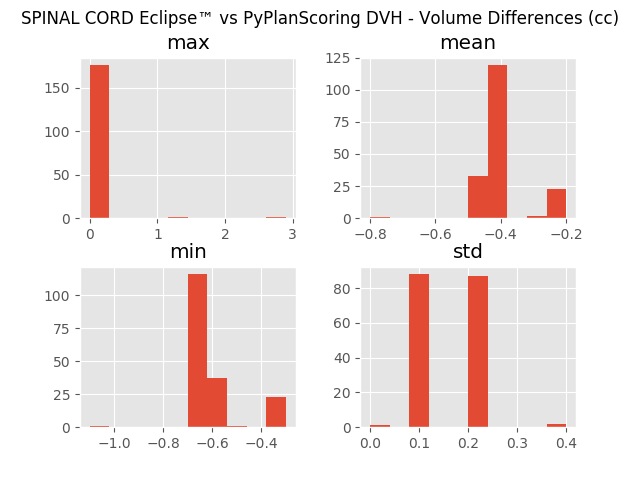 SPINAL CORD Eclipse™ vs PyPlanScoring DVH - Volume Differences (cc)
max
150
100
50
0
0 1 2 3
mean
125
100
75
50
25
0
−0.8 −0.6 −0.4 −0.2
min
100
75
50
25
0
−1.0 −0.8 −0.6 −0.4
std
80
60
40
20
0
0.0 0.1 0.2 0.3 0.4